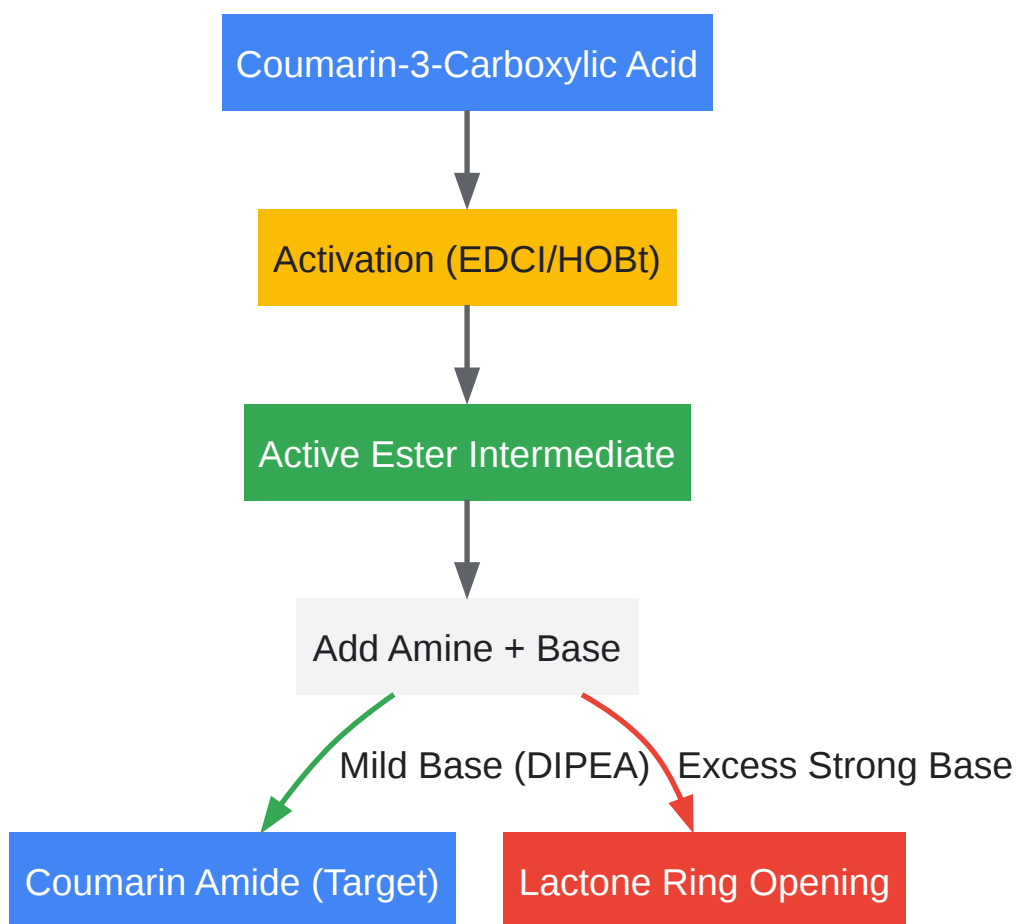 Coumarin-3-Carboxylic Acid
Activation (EDCI/HOBt)
Active Ester Intermediate
Add Amine + Base
Mild Base (DIPEA)
Excess Strong Base
Coumarin Amide (Target)
Lactone Ring Opening